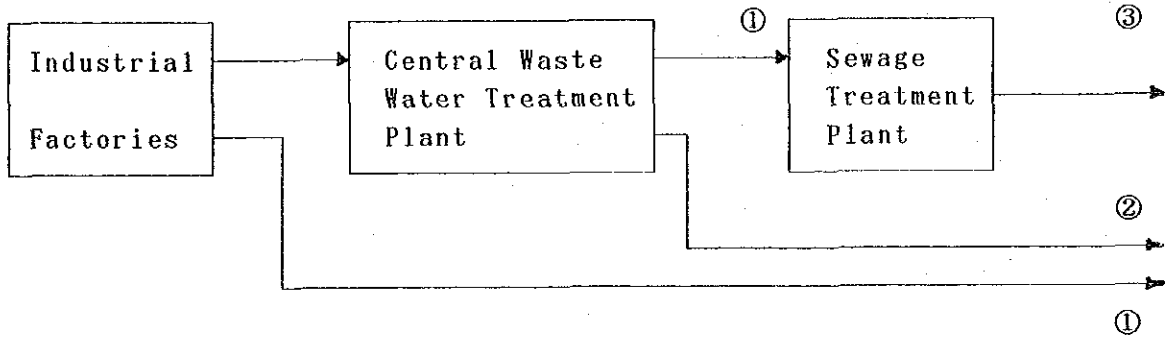 ①
③
Industrial
Factories
Central Waste
Water Treatment
Plant
Sewage
Treatment
Plant
②
①